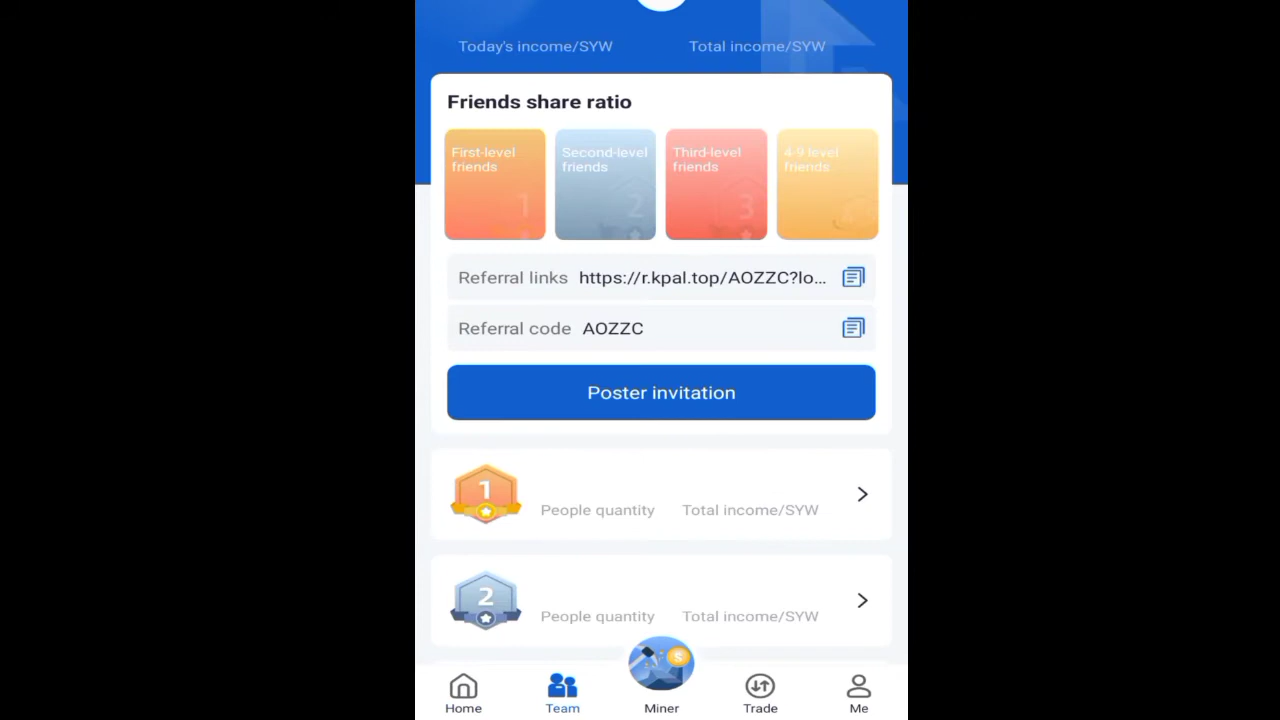 Today's income/SYW Total income/SYW
Friends share ratio
First-level
friends
1
Second-level
friends
2
Third-level
friends
3
4-9 level
friends
Referral links https://r.kpal.top/AOZZC?lo...
Referral code AOZZC
Poster invitation
1
People quantity Total income/SYW
2
People quantity Total income/SYW
Home Team Miner Trade Me